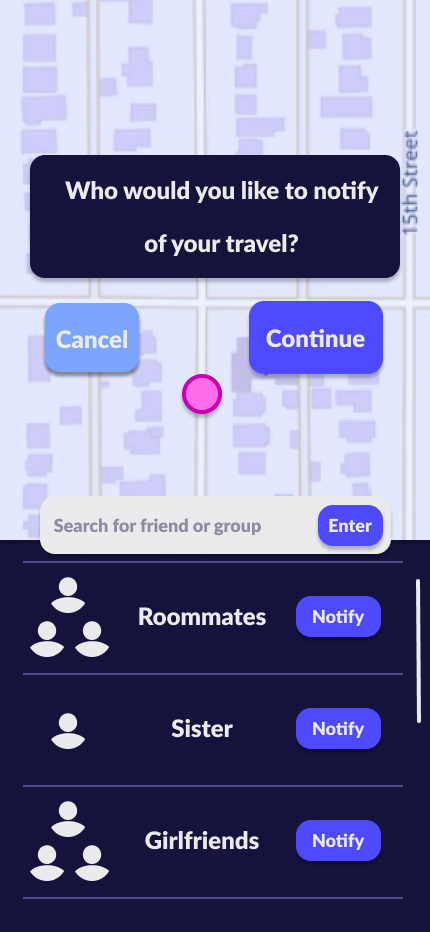 15th Street
Who would you like to notify
of your travel?
Cancel
Continue
Search for friend or group
Enter
Roommates
Notify
Sister
Notify
Girlfriends
Notify